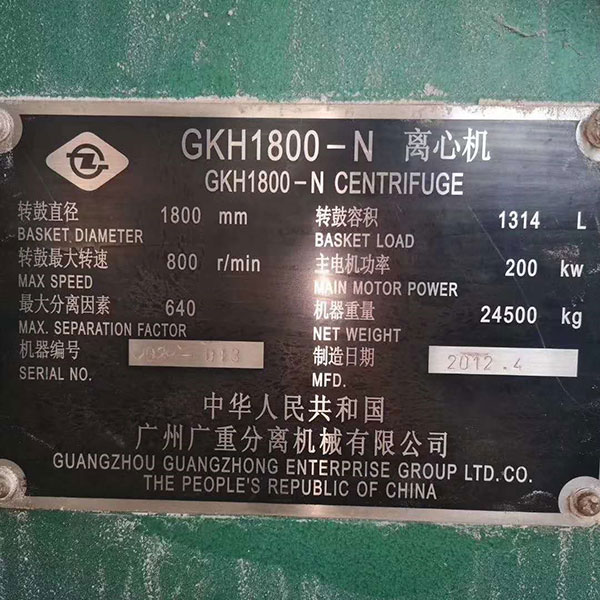 GKH1800-N 离心机
GKH1800-N CENTRIFUGE
转鼓直径 1800 mm
BASKET DIAMETER
转鼓最大转速 800 r/min
MAX SPEED
最大分离因素 640
MAX. SEPARATION FACTOR
机器编号
SERIAL NO.
转鼓容积 1314 L
BASKET LOAD
主电机功率 200 kw
MAIN MOTOR POWER
机器重量 24500 kg
NET WEIGHT
制造日期 2012.4
MFD.
中华人民共和国
广州广重分离机械有限公司
GUANGZHOU GUANGZHONG ENTERPRISE GROUP LTD.CO.
THE PEOPLE'S REPUBLIC OF CHINA